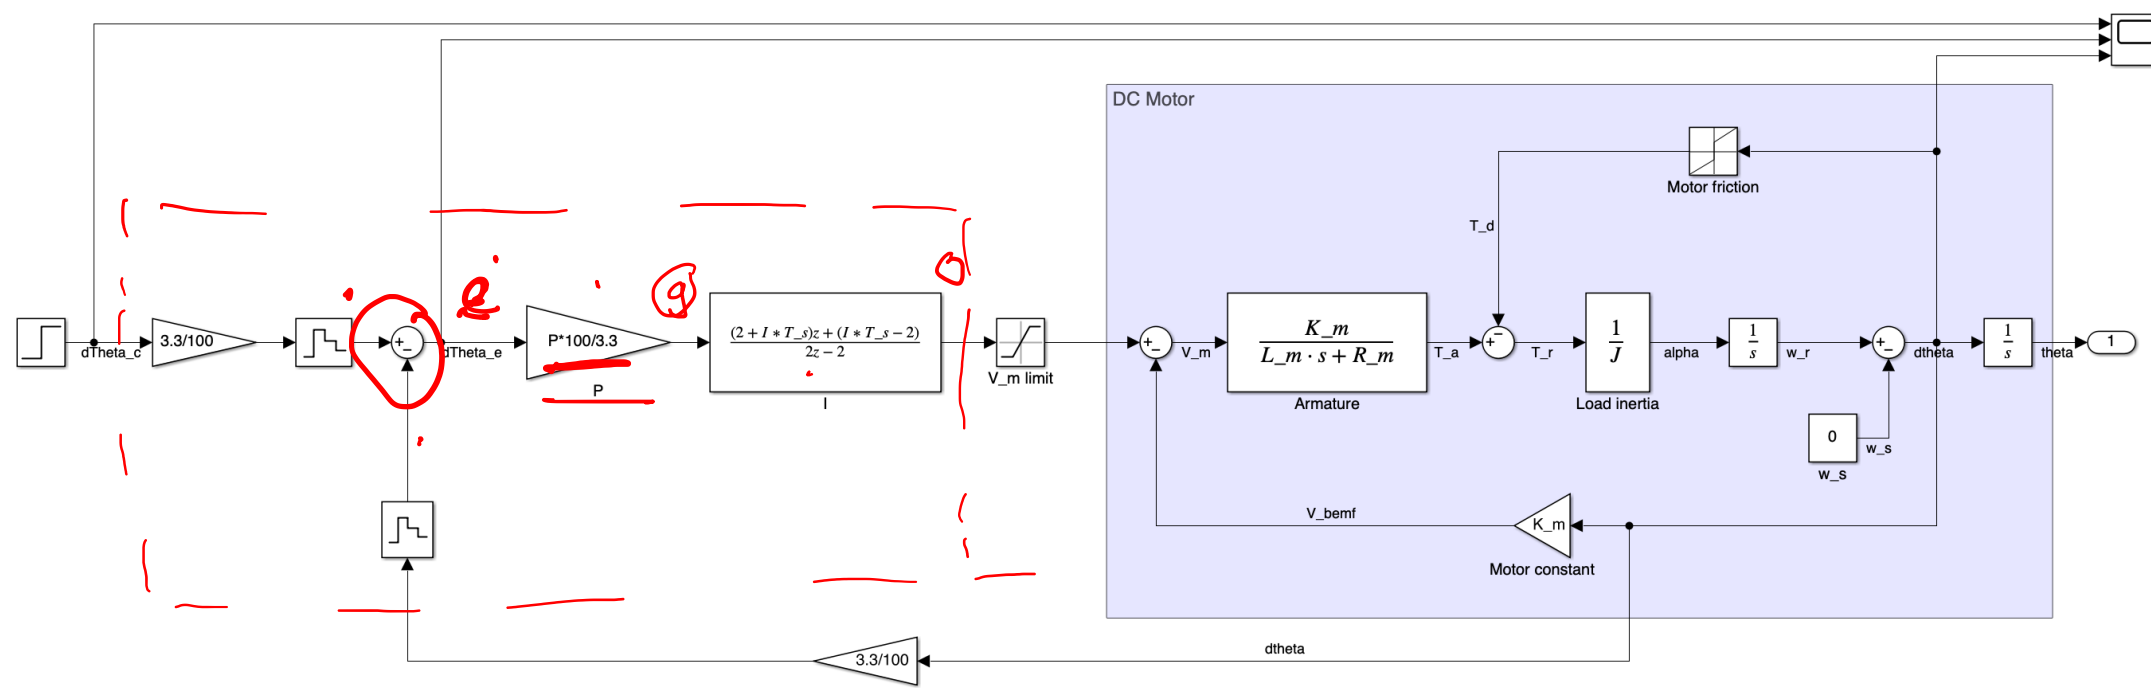 DC Motor
Motor friction
T_d
e
g
o
dTheta_c
3.3/100
+
−
dTheta_e
P*100/3.3
P
(2 + I * T_s)z + (I * T_s − 2)
2z − 2
I
V_m limit
+
−
V_m
K_m
L_m · s + R_m
Armature
T_a
−
+
T_r
1
J
Load inertia
alpha
1
s
w_r
+
−
dtheta
1
s
theta
1
0
w_s
w_s
V_bemf
K_m
Motor constant
dtheta
3.3/100